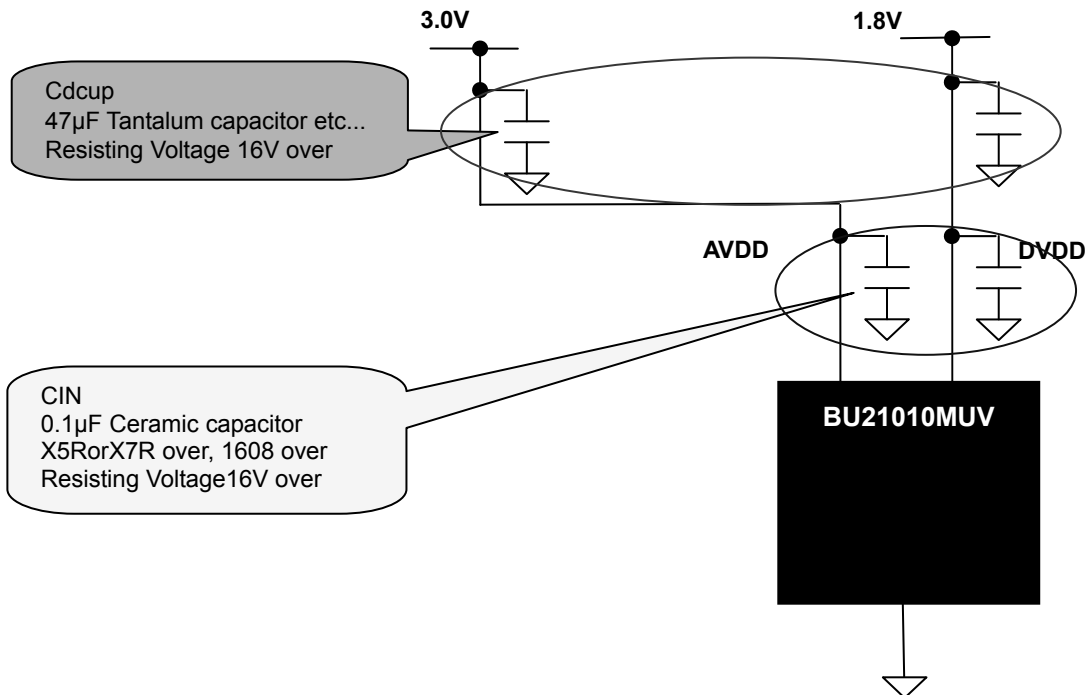 3.0V
1.8V
Cdcup
47µF Tantalum capacitor etc...
Resisting Voltage 16V over
AVDD
DVDD
CIN
0.1µF Ceramic capacitor
X5RorX7R over, 1608 over
Resisting Voltage16V over
BU21010MUV